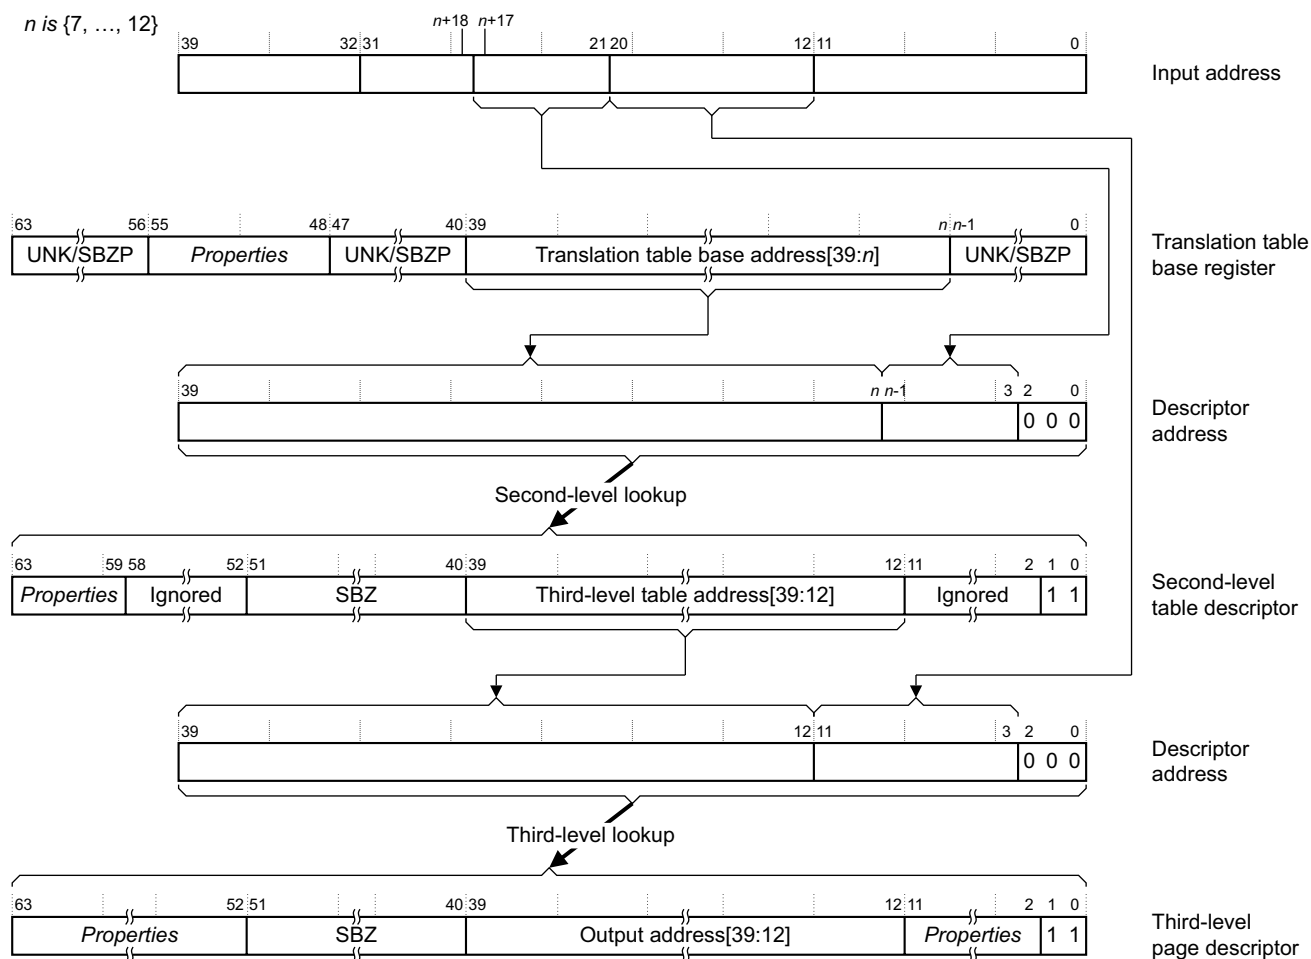 n is {7, …, 12}
n+18 n+17
39 32 31 21 20 12 11 0
Input address
63 56 55 48 47 40 39 n n-1 0
UNK/SBZP Properties UNK/SBZP Translation table base address[39:n] UNK/SBZP
Translation table
base register
39 n n-1 3 2 0
0 0 0
Descriptor
address
Second-level lookup
63 59 58 52 51 40 39 12 11 2 1 0
Properties Ignored SBZ Third-level table address[39:12] Ignored 1 1
Second-level
table descriptor
39 12 11 3 2 0
0 0 0
Descriptor
address
Third-level lookup
63 52 51 40 39 12 11 2 1 0
Properties SBZ Output address[39:12] Properties 1 1
Third-level
page descriptor